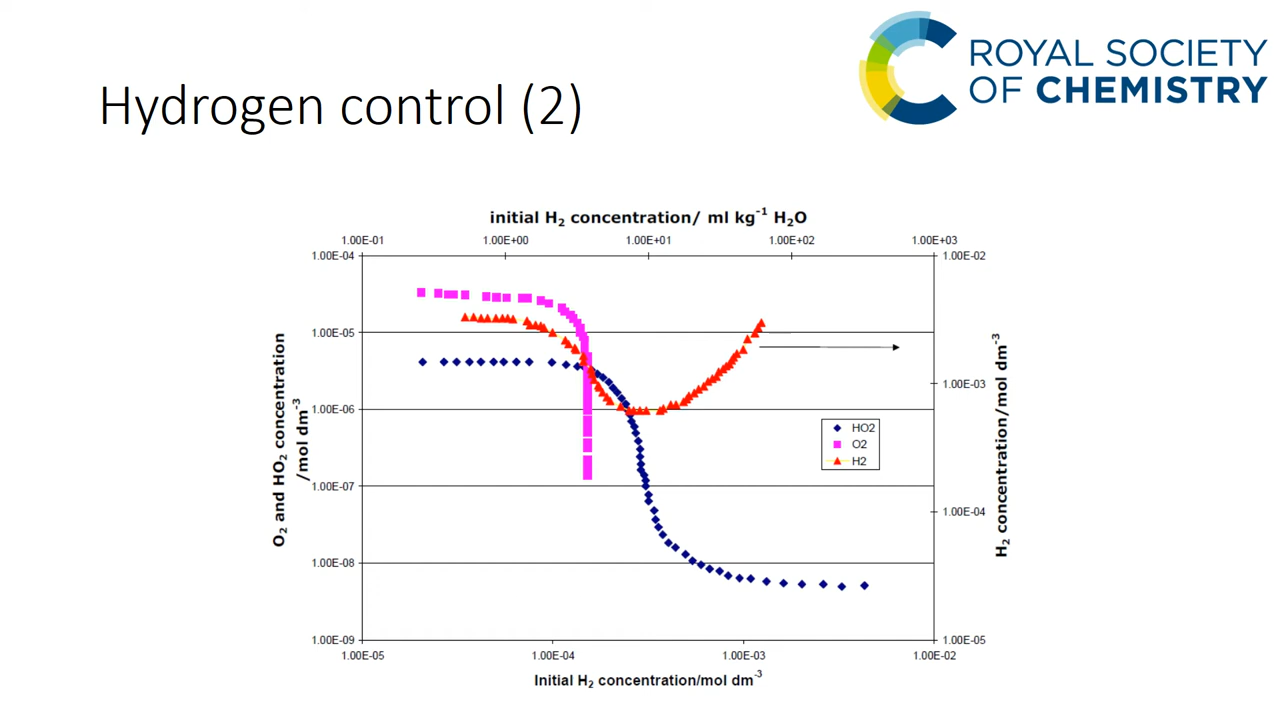 ROYAL SOCIETY
OF CHEMISTRY
Hydrogen control (2)
initial H₂ concentration/ ml kg⁻¹ H₂O
1.00E-01 1.00E+00 1.00E+01 1.00E+02 1.00E+03
1.00E-04
1.00E-05
1.00E-06
1.00E-07
1.00E-08
1.00E-09
O₂ and HO₂ concentration
/mol dm⁻³
1.00E-02
1.00E-03
1.00E-04
1.00E-05
H₂ concentration/mol dm⁻³
HO2
O2
H2
1.00E-05 1.00E-04 1.00E-03 1.00E-02
Initial H₂ concentration/mol dm⁻³